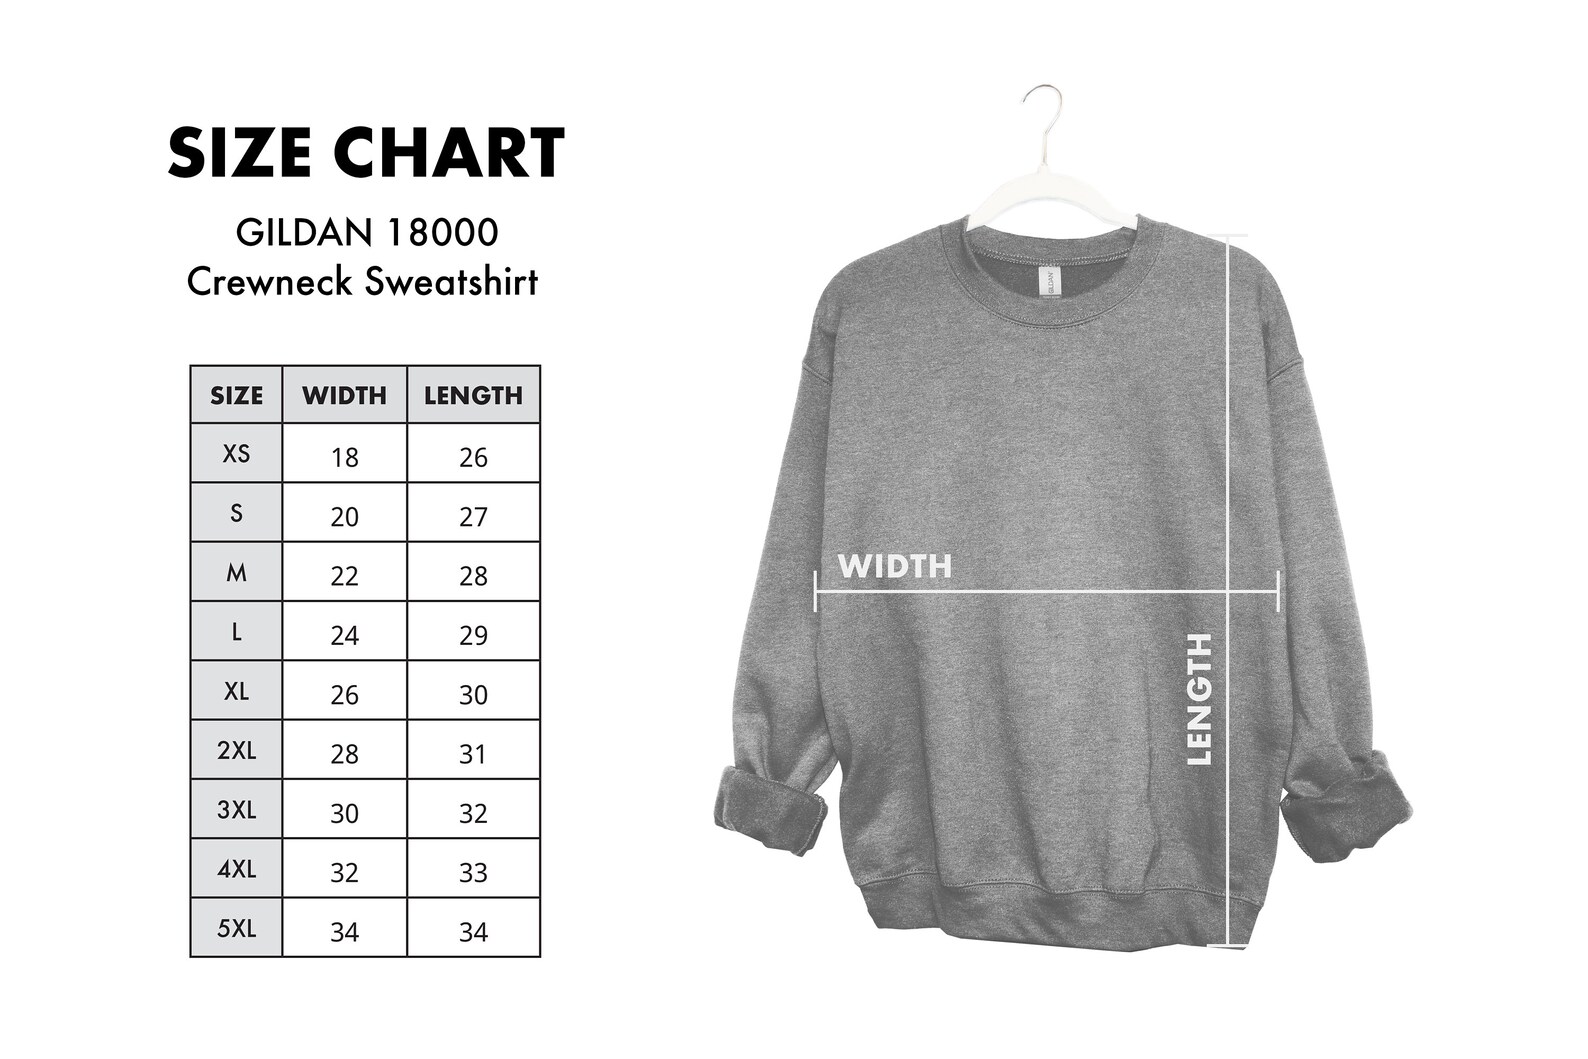 SIZE CHART
GILDAN 18000
Crewneck Sweatshirt
SIZE WIDTH LENGTH
XS 18 26
S 20 27
M 22 28
L 24 29
XL 26 30
2XL 28 31
3XL 30 32
4XL 32 33
5XL 34 34
GILDAN
WIDTH
LENGTH